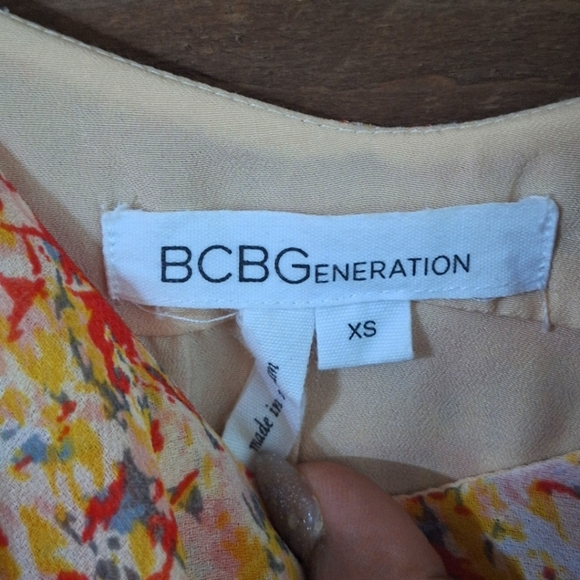 BCBGENERATION
XS
made in